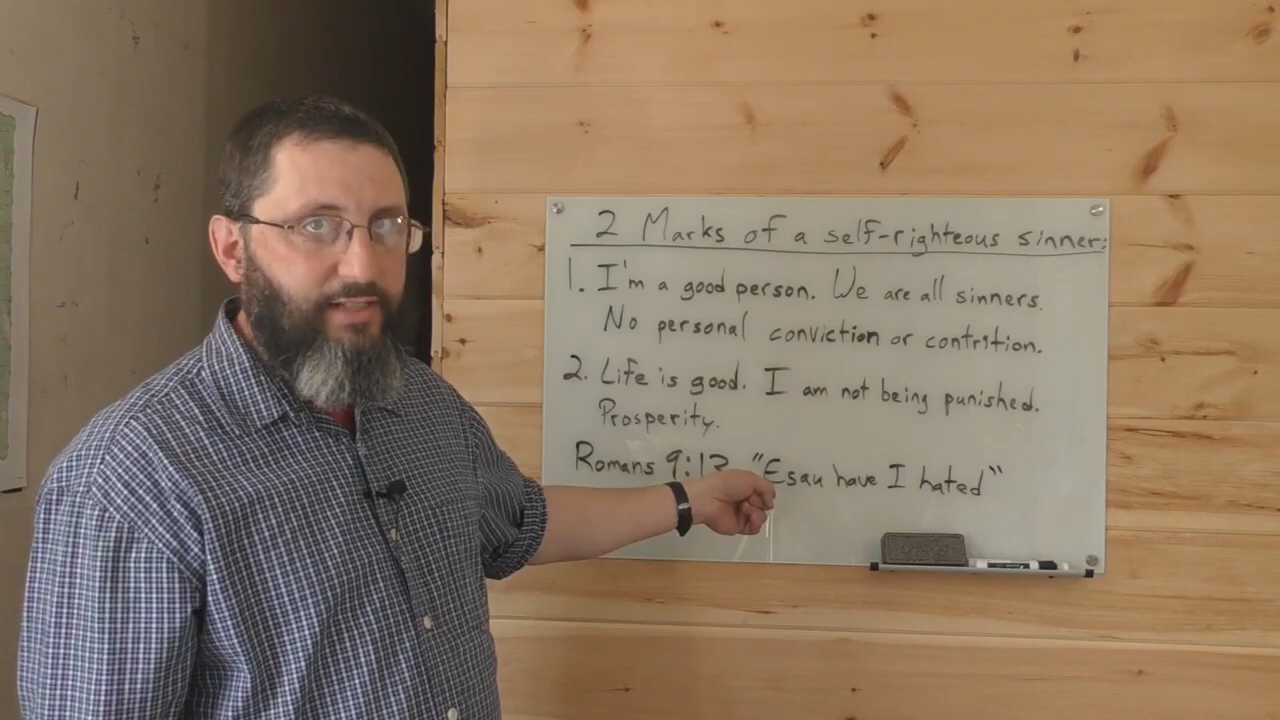 2 Marks of a self-righteous sinner:
1. I'm a good person. We are all sinners.
No personal conviction or contrition.
2. Life is good. I am not being punished.
Prosperity.
Romans 9:13 "Esau have I hated"